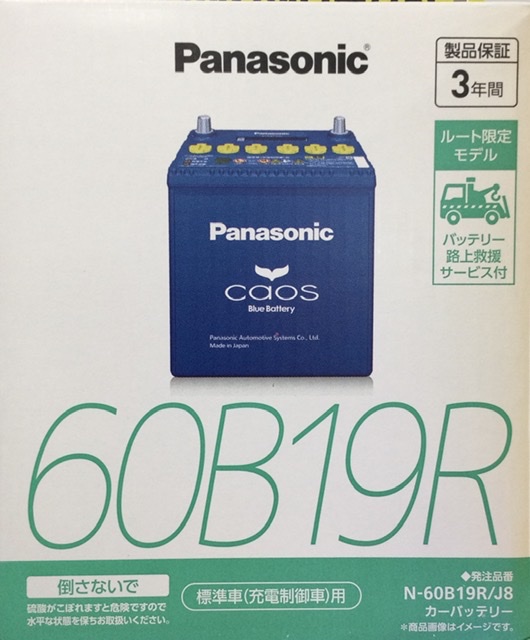 Panasonic®
製品保証
3年間
ルート限定
モデル
バッテリー
路上救援
サービス付
Panasonic
caos
Blue Battery
Panasonic Automotive Systems Co., Ltd.
Made in Japan
60B19R
倒さないで
硫酸がこぼれますと危険ですので
水平な状態を保ちお取扱いください。
標準車(充電制御車)用
◆発注品番
N-60B19R/J8
カーバッテリー
*商品画像はイメージです。